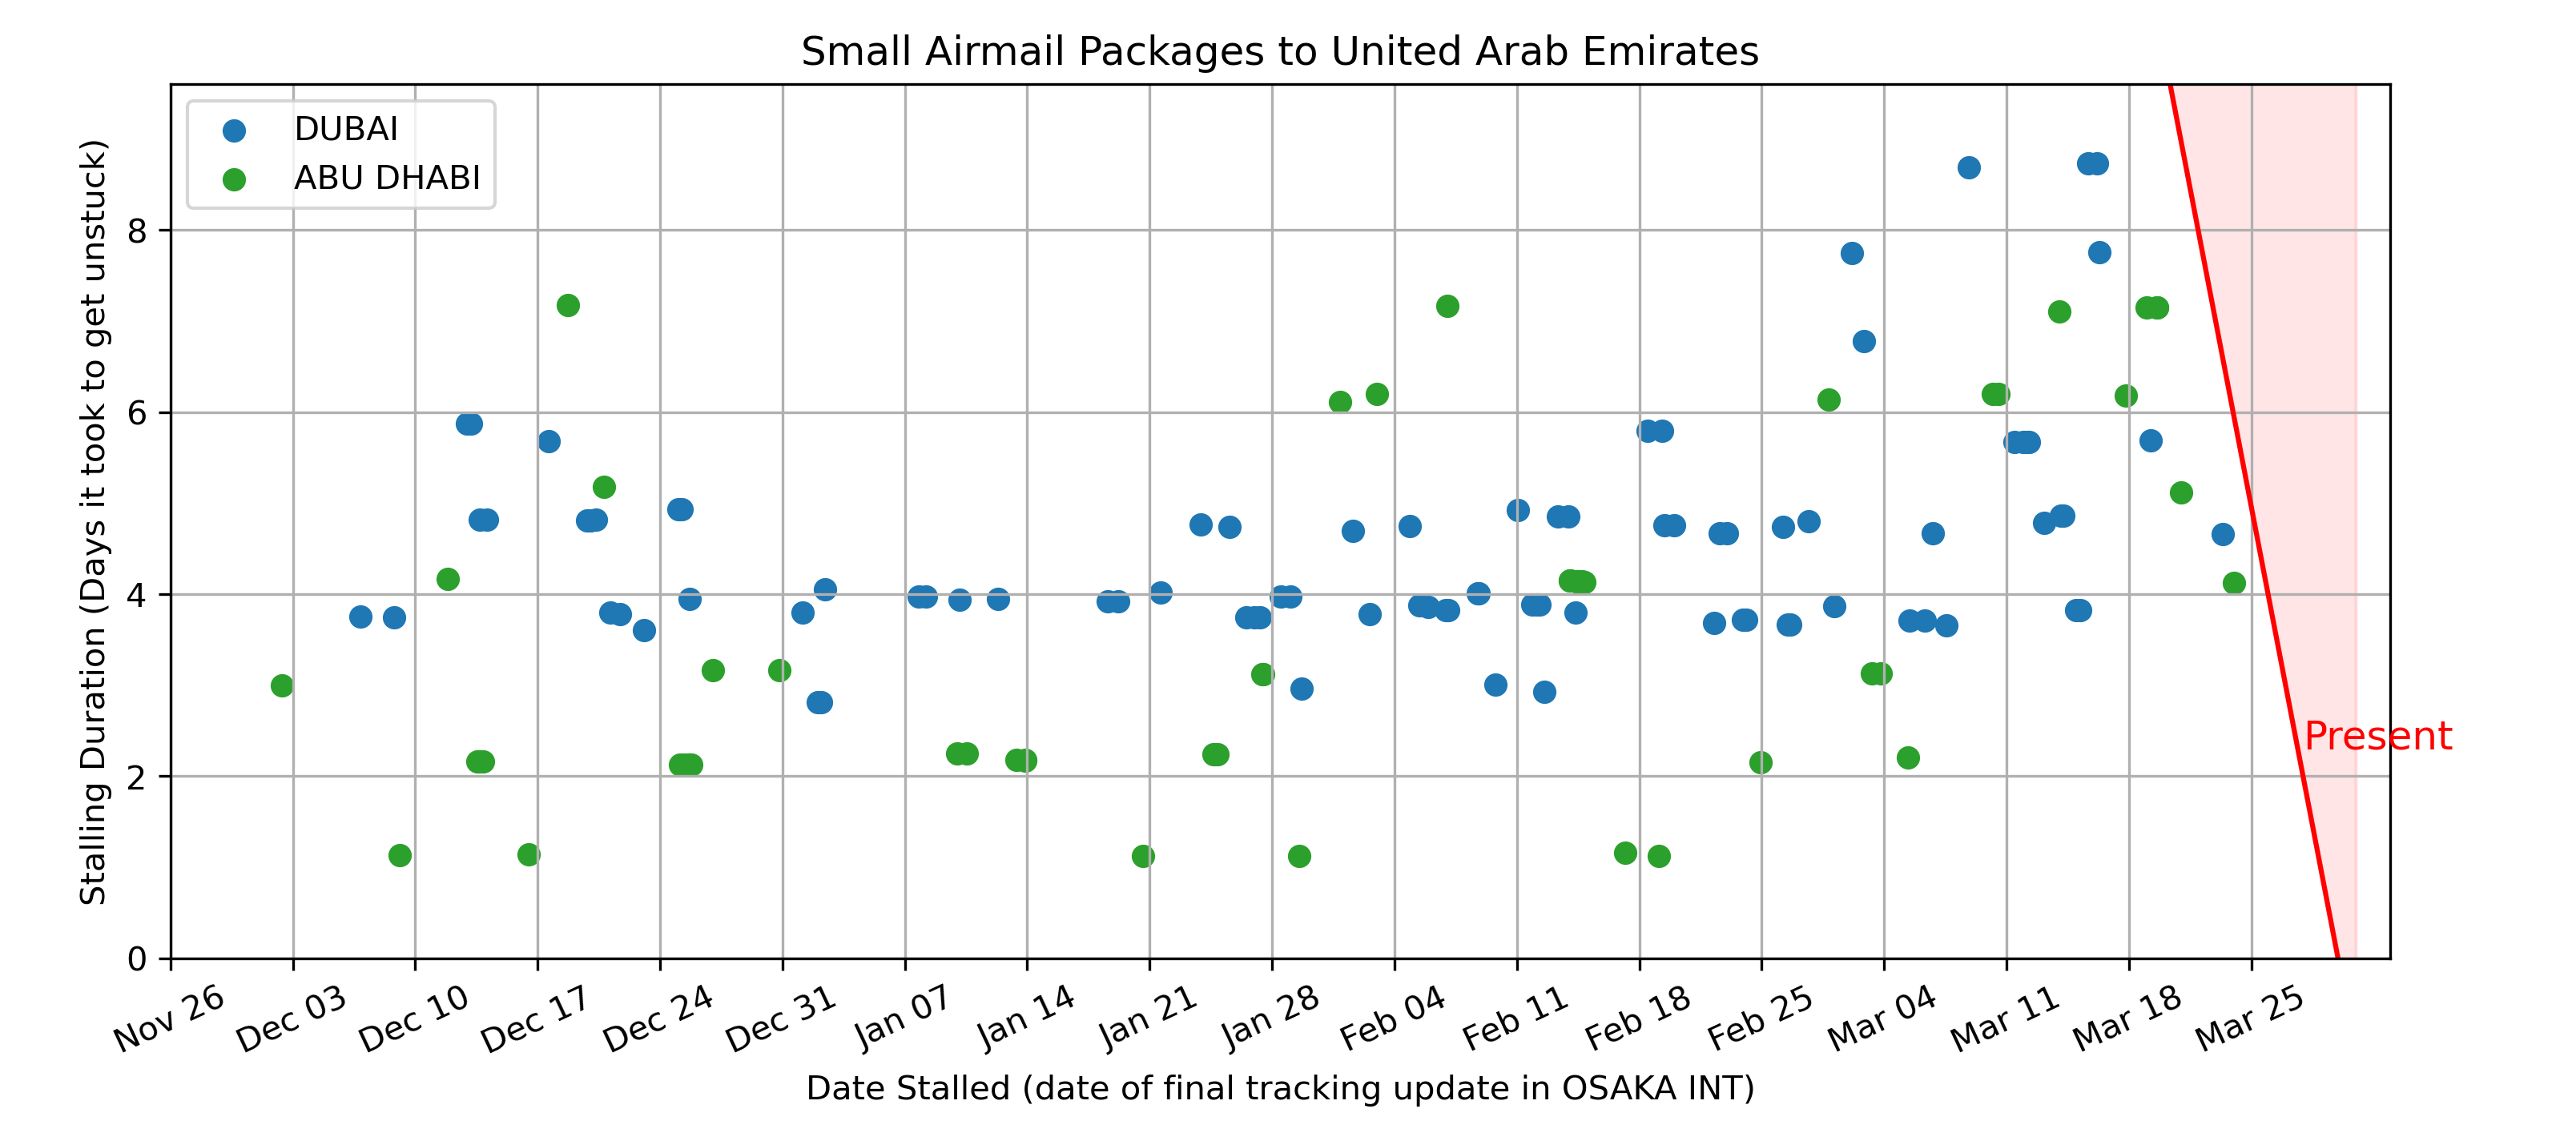 Small Airmail Packages to United Arab Emirates
DUBAI
ABU DHABI
Stalling Duration (Days it took to get unstuck)
8
6
4
2
0
Present
Nov 26
Dec 03
Dec 10
Dec 17
Dec 24
Dec 31
Jan 07
Jan 14
Jan 21
Jan 28
Feb 04
Feb 11
Feb 18
Feb 25
Mar 04
Mar 11
Mar 18
Mar 25
Date Stalled (date of final tracking update in OSAKA INT)